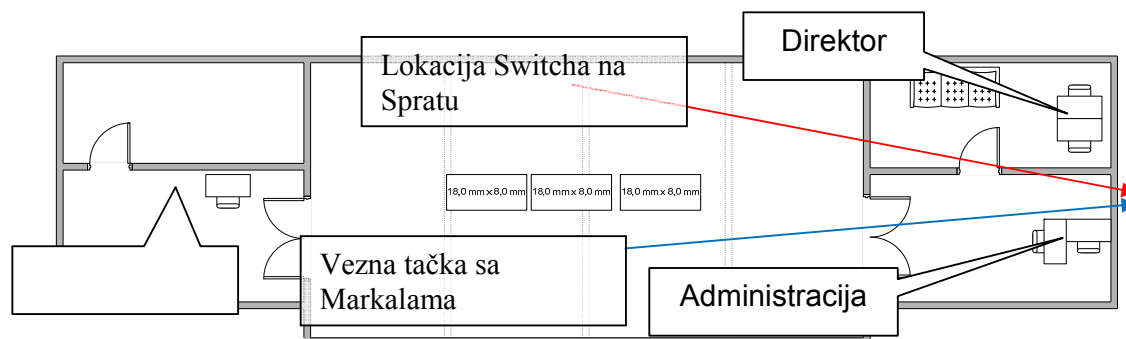 Direktor
Lokacija Switcha na
Spratu
18,0 mm x 8,0 mm
18,0 mm x 8,0 mm
18,0 mm x 8,0 mm
Vezna tačka sa
Markalama
Administracija